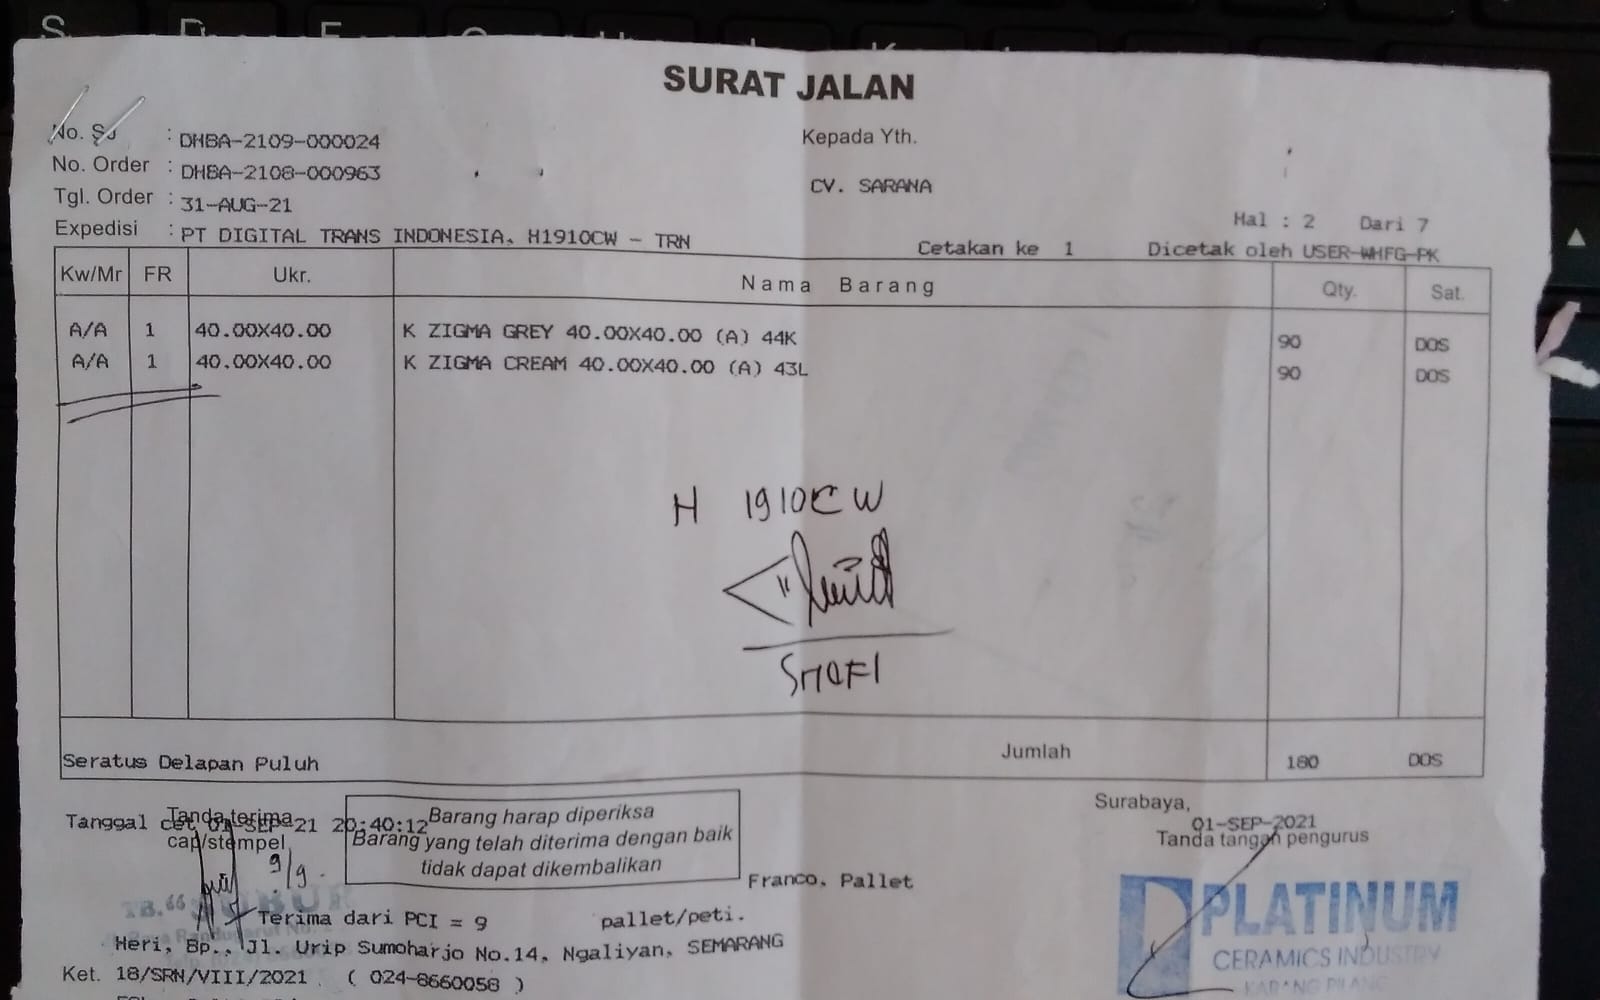 SURAT JALAN
No. SJ : DHBA-2109-000024
Kepada Yth.
No. Order : DHBA-2108-000963
CV. SARANA
Tgl. Order : 31-AUG-21
Hal : 2 Dari 7
Expedisi : PT DIGITAL TRANS INDONESIA, H1910CW - TRN
Cetakan ke 1 Dicetak oleh USER-WHFG-PK
Kw/Mr FR Ukr. Nama Barang Qty. Sat.
A/A 1 40.00X40.00 K ZIGMA GREY 40.00X40.00 (A) 44K 90 DOS
A/A 1 40.00X40.00 K ZIGMA CREAM 40.00X40.00 (A) 43L 90 DOS
H 1910CW
Seratus Delapan Puluh Jumlah 180 DOS
Tanda terima
Tanggal cet 01-SEP-21 20:40:12
cap/stempel
9/9
Barang harap diperiksa
Barang yang telah diterima dengan baik
tidak dapat dikembalikan
Surabaya,
01-SEP-2021
Tanda tangan pengurus
Franco, Pallet
TB.
Terima dari PCI = 9 pallet/peti.
Heri, Bp., Jl. Urip Sumoharjo No.14, Ngaliyan, SEMARANG
Ket. 18/SRN/VIII/2021 ( 024-8660058 )
PLATINUM
CERAMICS INDUSTRY
KARANG PILANG